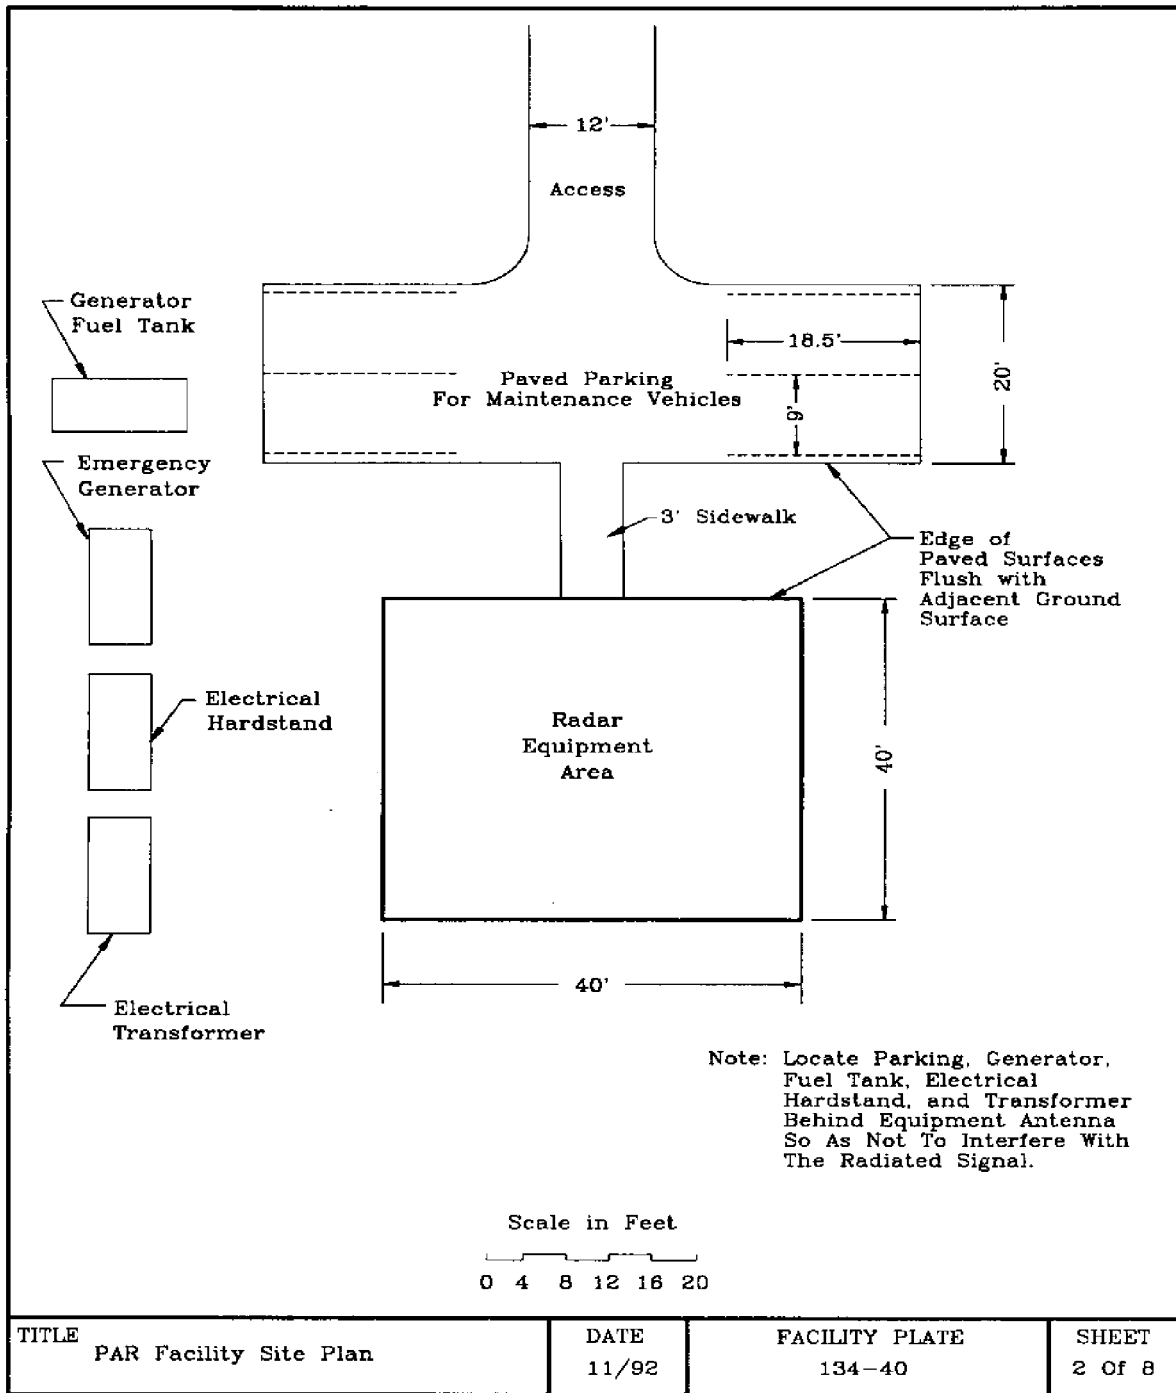 12'
Access
Generator
Fuel Tank
18.5'
Paved Parking
For Maintenance Vehicles
9'
20'
Emergency
Generator
3' Sidewalk
Edge of
Paved Surfaces
Flush with
Adjacent Ground
Surface
Electrical
Hardstand
Radar
Equipment
Area
40'
40'
Electrical
Transformer
Note: Locate Parking, Generator,
Fuel Tank, Electrical
Hardstand, and Transformer
Behind Equipment Antenna
So As Not To Interfere With
The Radiated Signal.
Scale in Feet
0 4 8 12 16 20
TITLE
PAR Facility Site Plan
DATE
11/92
FACILITY PLATE
134-40
SHEET
2 Of 8